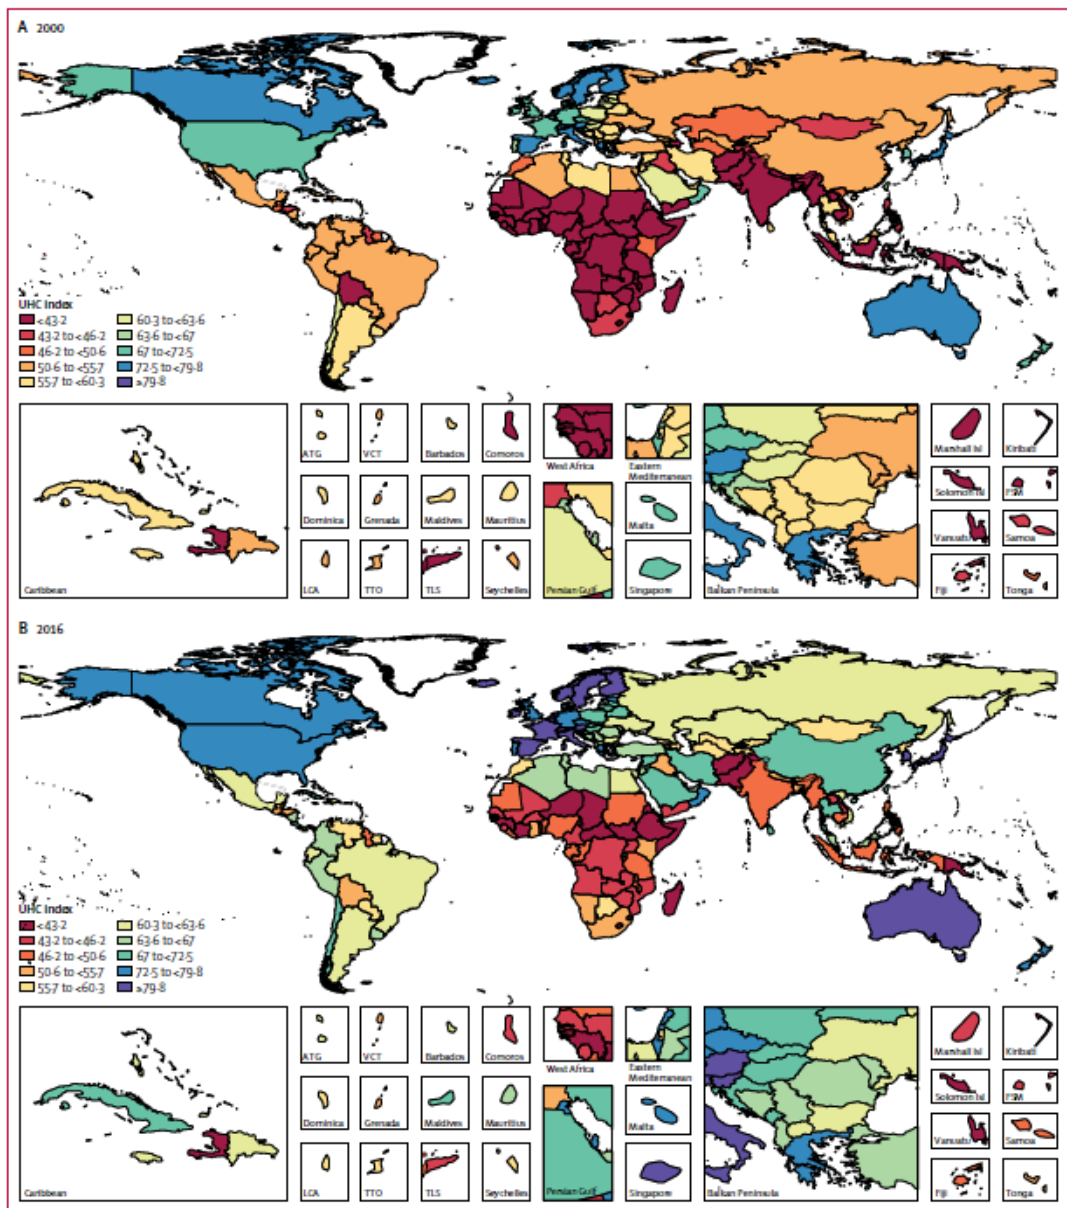 A 2000
UHC Index
<43·2
43·2 to <46·2
46·2 to <50·6
50·6 to <55·7
55·7 to <60·3
60·3 to <63·6
63·6 to <67
67 to <72·5
72·5 to <79·8
≥79·8
Caribbean
ATG
VCT
Barbados
Comoros
Dominica
Grenada
Maldives
Mauritius
LCA
TTO
TLS
Seychelles
West Africa
Eastern
Mediterranean
Persian Gulf
Malta
Singapore
Balkan Peninsula
Marshall Isl
Kiribati
Solomon Isl
FSM
Vanuatu
Samoa
Fiji
Tonga
B 2016
UHC Index
<43·2
43·2 to <46·2
46·2 to <50·6
50·6 to <55·7
55·7 to <60·3
60·3 to <63·6
63·6 to <67
67 to <72·5
72·5 to <79·8
≥79·8
Caribbean
ATG
VCT
Barbados
Comoros
Dominica
Grenada
Maldives
Mauritius
LCA
TTO
TLS
Seychelles
West Africa
Eastern
Mediterranean
Persian Gulf
Malta
Singapore
Balkan Peninsula
Marshall Isl
Kiribati
Solomon Isl
FSM
Vanuatu
Samoa
Fiji
Tonga